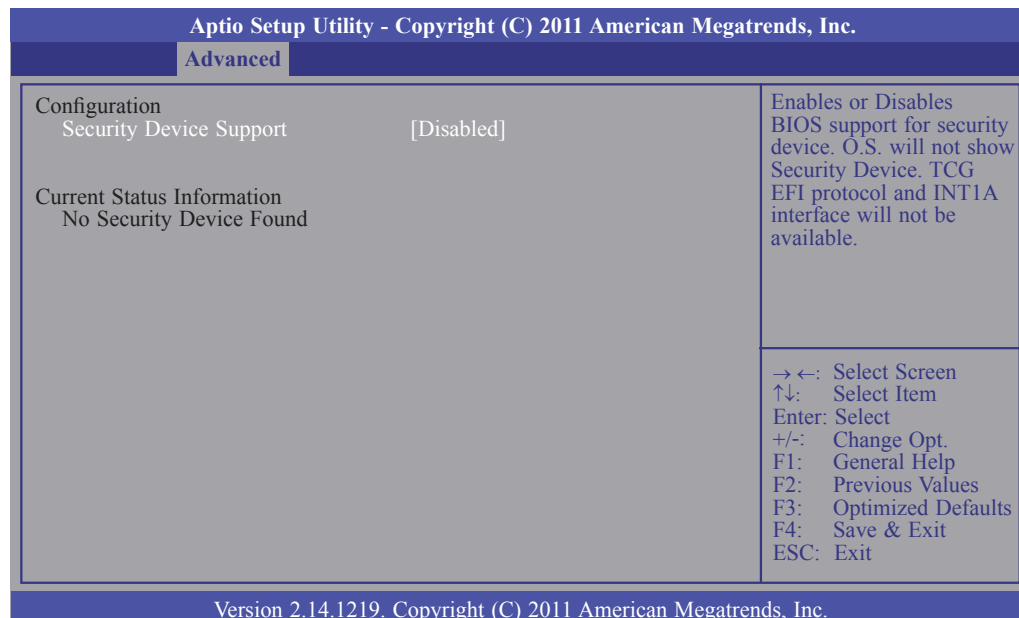 Aptio Setup Utility - Copyright (C) 2011 American Megatrends, Inc.
Advanced
Configuration
Security Device Support [Disabled]
Current Status Information
No Security Device Found
Enables or Disables
BIOS support for security
device. O.S. will not show
Security Device. TCG
EFI protocol and INT1A
interface will not be
available.
→ ←: Select Screen
↑↓: Select Item
Enter: Select
+/-: Change Opt.
F1: General Help
F2: Previous Values
F3: Optimized Defaults
F4: Save & Exit
ESC: Exit
Version 2.14.1219. Copyright (C) 2011 American Megatrends, Inc.